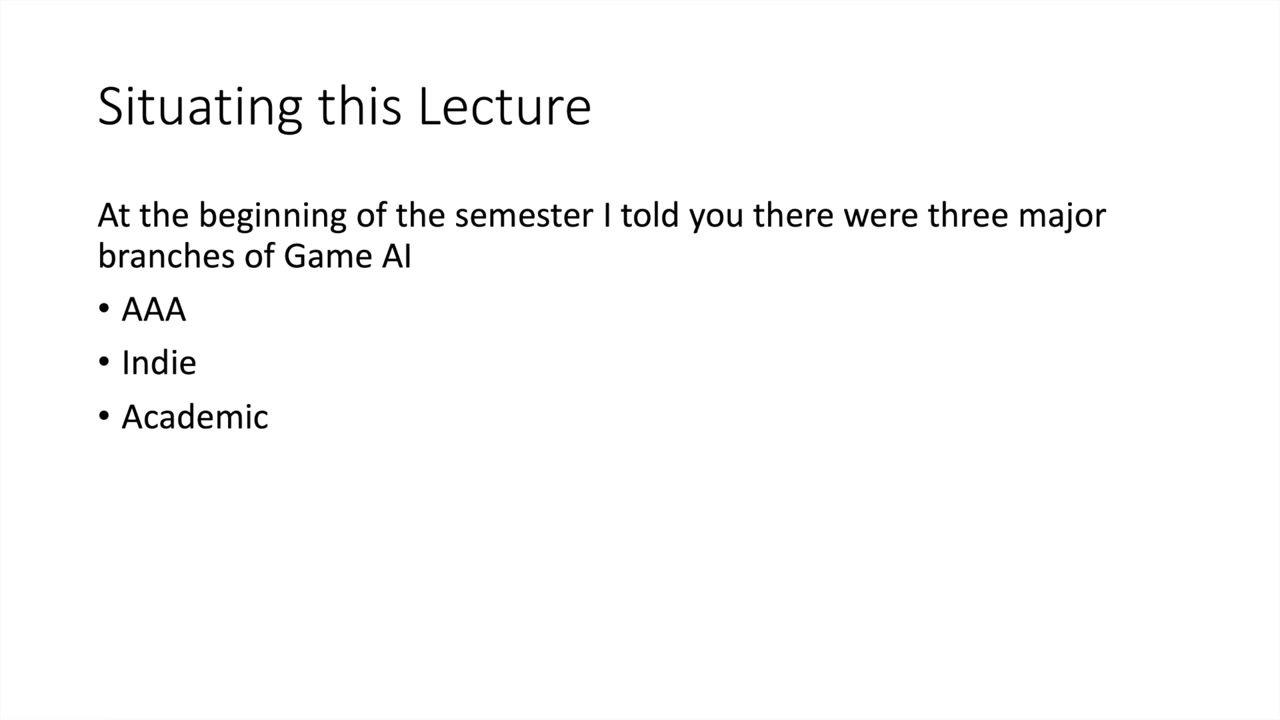 Situating this Lecture
At the beginning of the semester I told you there were three major
branches of Game AI
• AAA
• Indie
• Academic